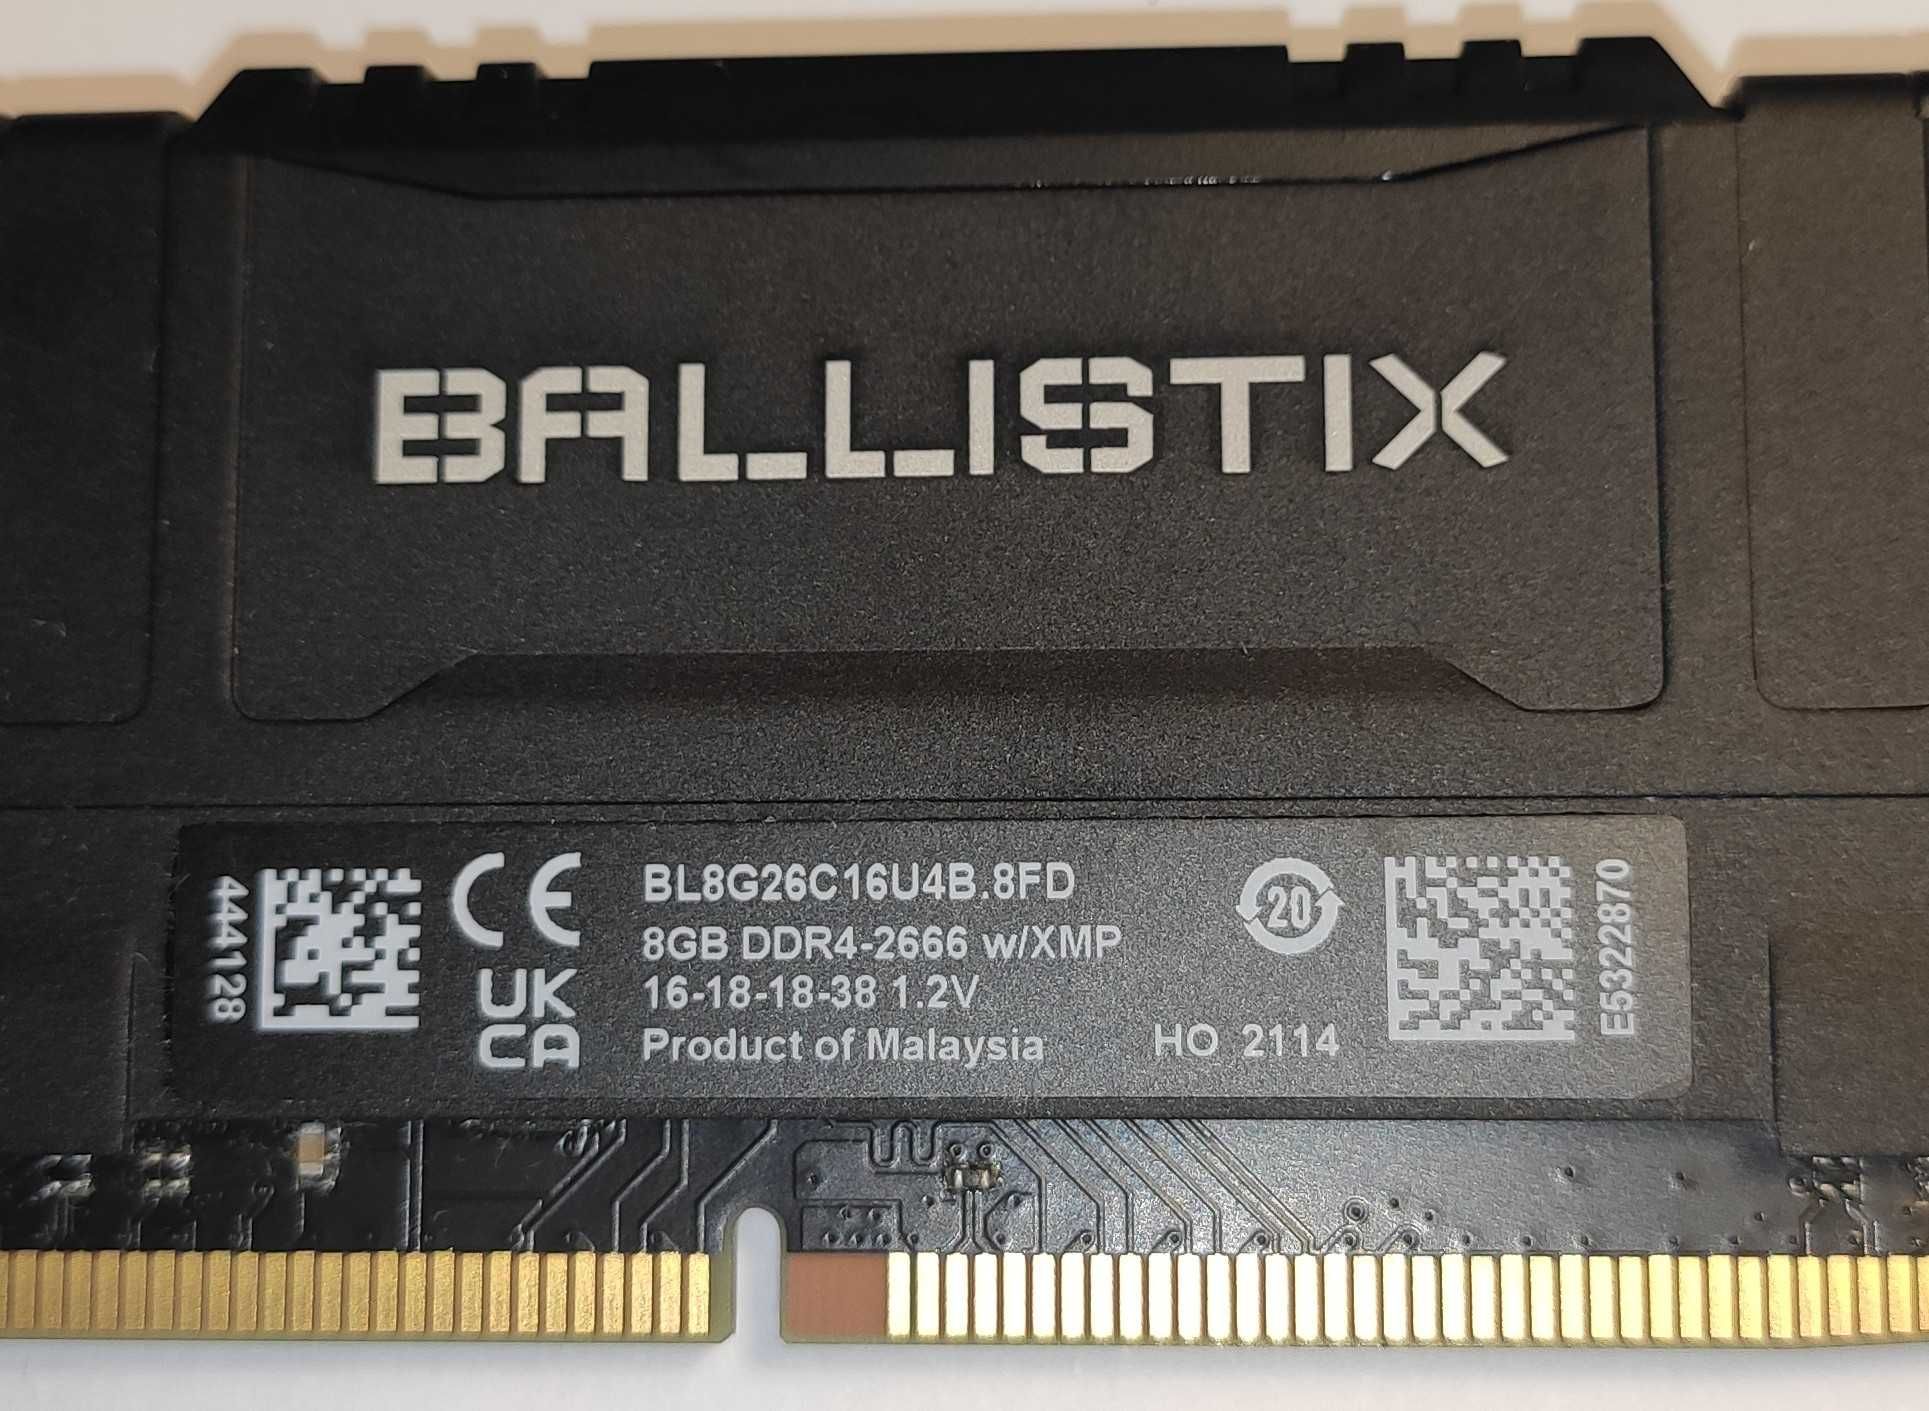 BALLISTIX
4441128
CE
UK
CA
BL8G26C16U4B.8FD
8GB DDR4-2666 w/XMP
16-18-18-38 1.2V
Product of Malaysia
20
HO 2114
E5322870